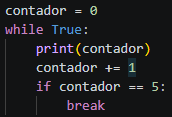 contador = 0
while True:
    print(contador)
    contador += 1
    if contador == 5:
        break